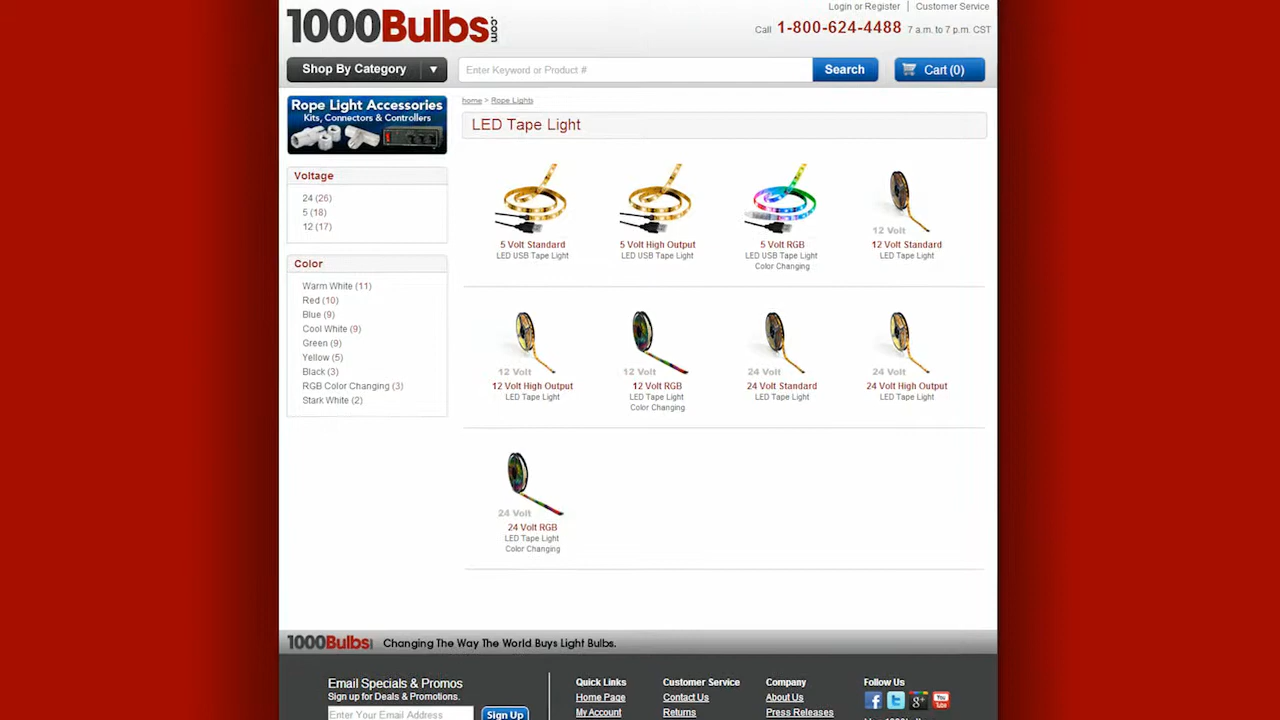 Login or Register | Customer Service
1000Bulbs.com
Call 1-800-624-4488 7 a.m. to 7 p.m. CST
Shop By Category ▼
Enter Keyword or Product #
Search
Cart (0)
Rope Light Accessories
Kits, Connectors & Controllers
home > Rope Lights
LED Tape Light
Voltage
24 (26)
5 (18)
12 (17)
Color
Warm White (11)
Red (10)
Blue (9)
Cool White (9)
Green (9)
Yellow (5)
Black (3)
RGB Color Changing (3)
Stark White (2)
5 Volt Standard
LED USB Tape Light
5 Volt High Output
LED USB Tape Light
5 Volt RGB
LED USB Tape Light
Color Changing
12 Volt
12 Volt Standard
LED Tape Light
12 Volt
12 Volt High Output
LED Tape Light
12 Volt
12 Volt RGB
LED Tape Light
Color Changing
24 Volt
24 Volt Standard
LED Tape Light
24 Volt
24 Volt High Output
LED Tape Light
24 Volt
24 Volt RGB
LED Tape Light
Color Changing
1000Bulbs Changing The Way The World Buys Light Bulbs.
Email Specials & Promos
Sign up for Deals & Promotions.
Enter Your Email Address
Sign Up
Quick Links
Home Page
My Account
Customer Service
Contact Us
Returns
Company
About Us
Press Releases
Follow Us